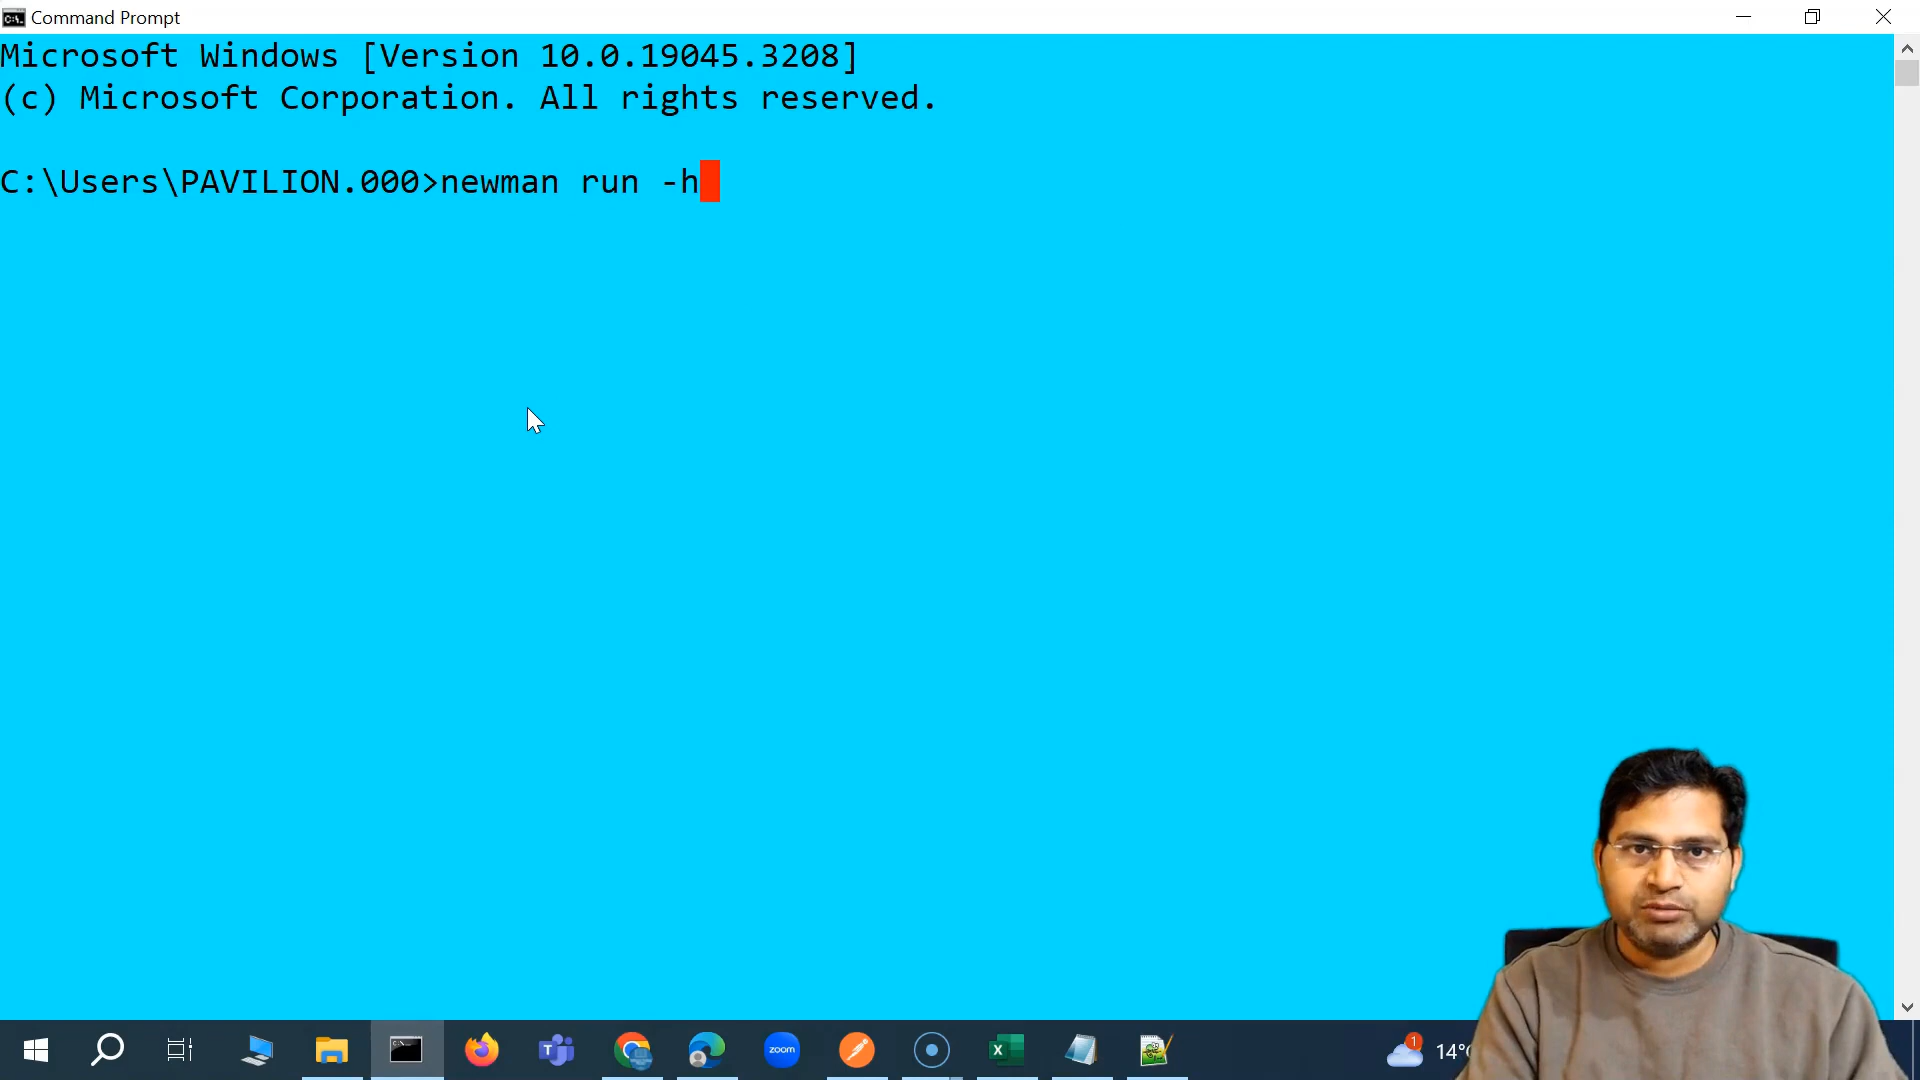 Command Prompt
Microsoft Windows [Version 10.0.19045.3208]
(c) Microsoft Corporation. All rights reserved.
C:\Users\PAVILION.000>newman run -h
zoom
1
14°C